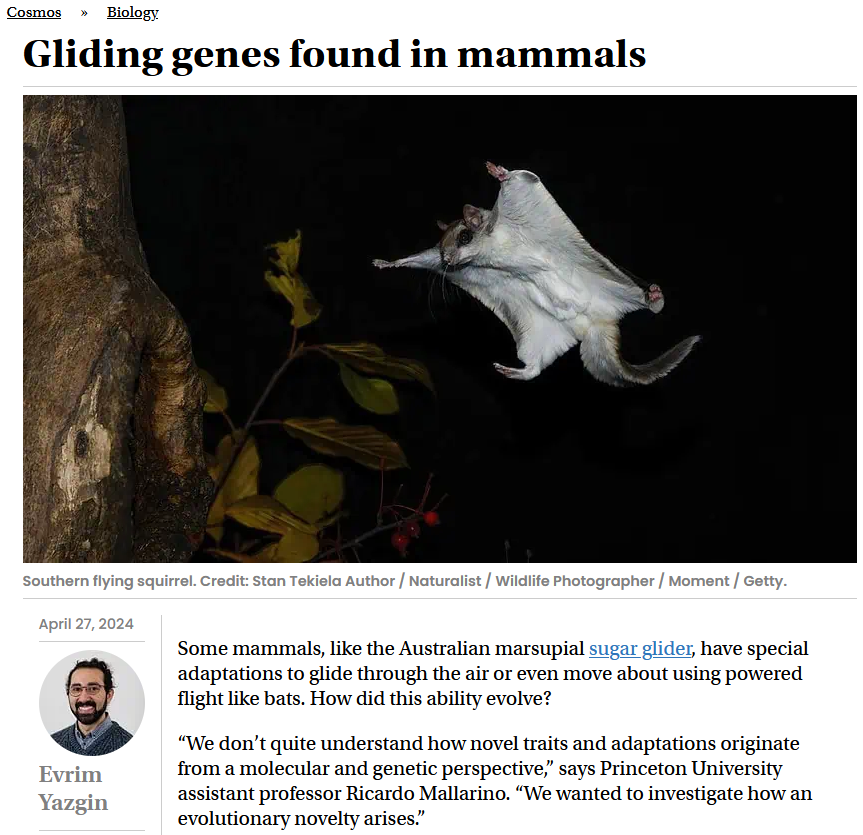 Cosmos » Biology
Gliding genes found in mammals
Southern flying squirrel. Credit: Stan Tekiela Author / Naturalist / Wildlife Photographer / Moment / Getty.
April 27, 2024
Evrim
Yazgin
Some mammals, like the Australian marsupial sugar glider, have special
adaptations to glide through the air or even move about using powered
flight like bats. How did this ability evolve?
“We don’t quite understand how novel traits and adaptations originate
from a molecular and genetic perspective,” says Princeton University
assistant professor Ricardo Mallarino. “We wanted to investigate how an
evolutionary novelty arises.”